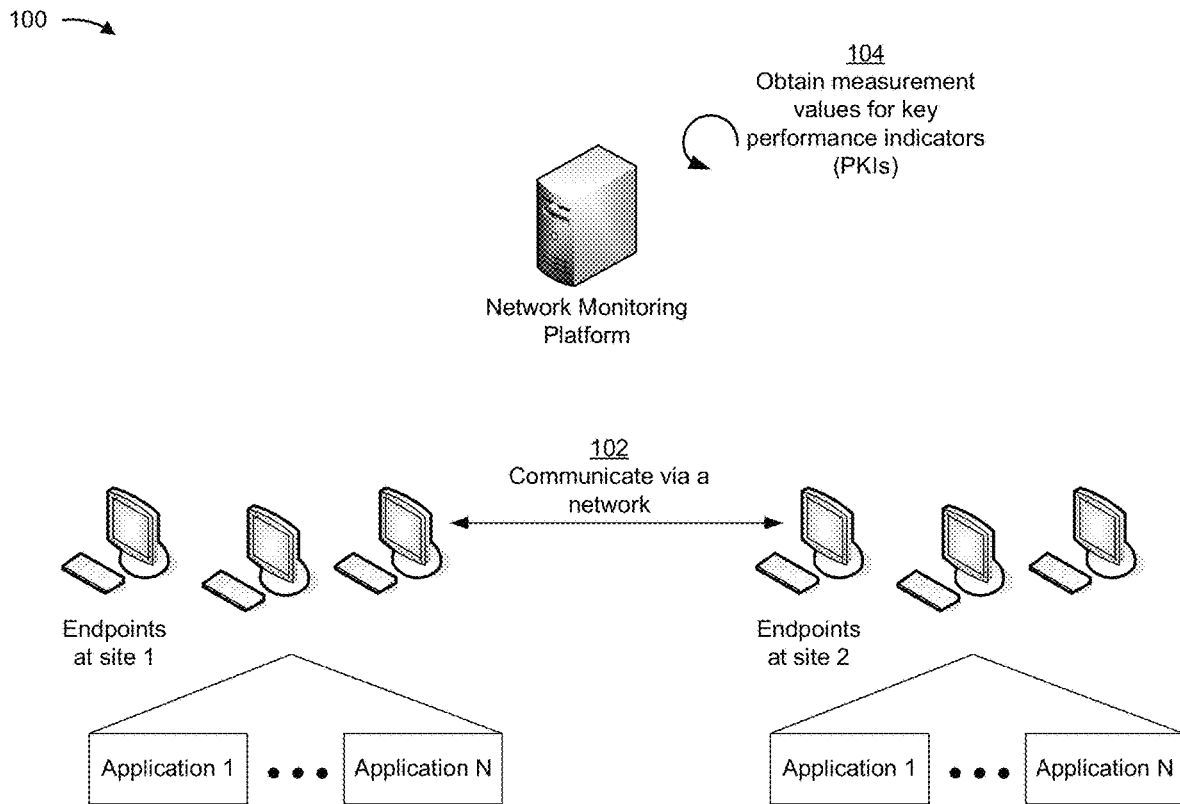 100
104
Obtain measurement
values for key
performance indicators
(PKIs)
Network Monitoring
Platform
102
Communicate via a
network
Endpoints
at site 1
Endpoints
at site 2
Application 1
Application N
Application 1
Application N